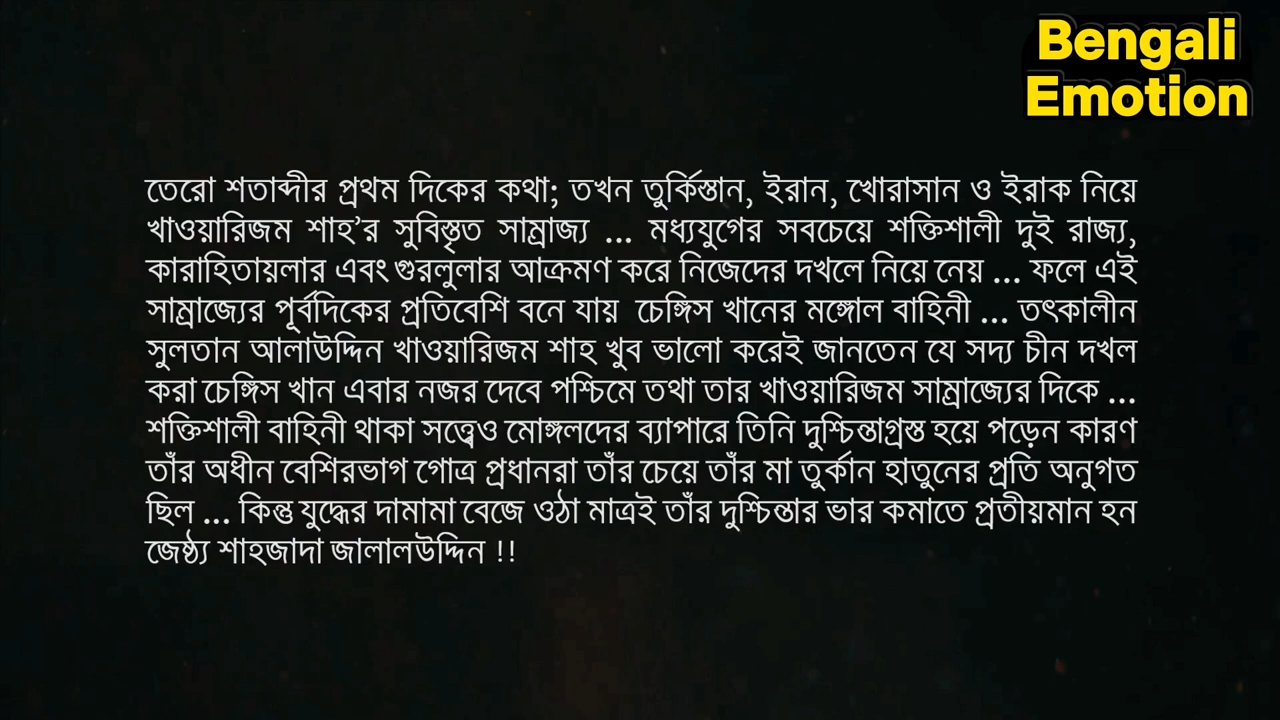 Bengali
Emotion
তেরো শতাব্দীর প্রথম দিকের কথা; তখন তুর্কিস্তান, ইরান, খোরাসান ও ইরাক নিয়ে
খাওয়ারিজম শাহ’র সুবিস্তৃত সাম্রাজ্য ... মধ্যযুগের সবচেয়ে শক্তিশালী দুই রাজ্য,
কারাহিতায়লার এবং গুরলুলার আক্রমণ করে নিজেদের দখলে নিয়ে নেয় ... ফলে এই
সাম্রাজ্যের পূর্বদিকের প্রতিবেশি বনে যায় চেঙ্গিস খানের মঙ্গোল বাহিনী ... তৎকালীন
সুলতান আলাউদ্দিন খাওয়ারিজম শাহ খুব ভালো করেই জানতেন যে সদ্য চীন দখল
করা চেঙ্গিস খান এবার নজর দেবে পশ্চিমে তথা তার খাওয়ারিজম সাম্রাজ্যের দিকে ...
শক্তিশালী বাহিনী থাকা সত্ত্বেও মোঙ্গলদের ব্যাপারে তিনি দুশ্চিন্তাগ্রস্ত হয়ে পড়েন কারণ
তাঁর অধীন বেশিরভাগ গোত্র প্রধানরা তাঁর চেয়ে তাঁর মা তুর্কান হাতুনের প্রতি অনুগত
ছিল ... কিন্তু যুদ্ধের দামামা বেজে ওঠা মাত্রই তাঁর দুশ্চিন্তার ভার কমাতে প্রতীয়মান হন
জেষ্ঠ্য শাহজাদা জালালউদ্দিন !!